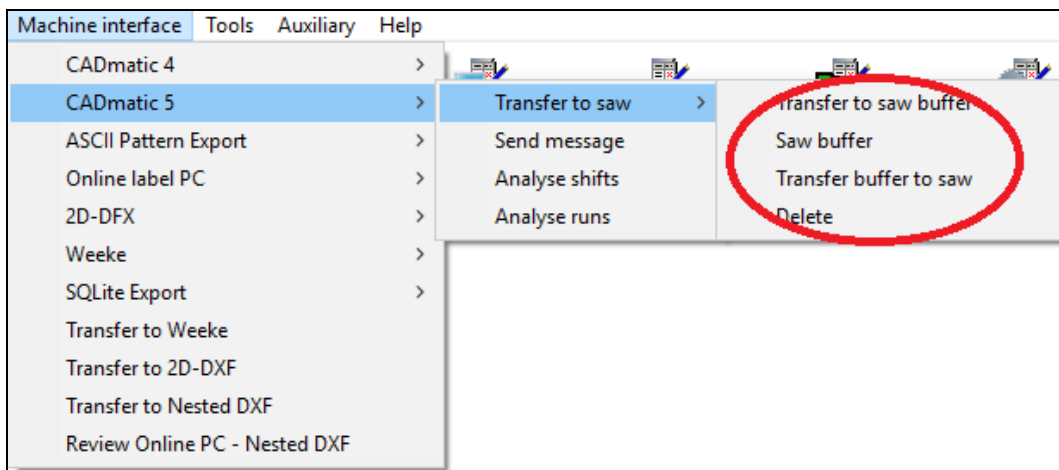 Machine interface Tools Auxiliary Help
CADmatic 4
CADmatic 5
ASCII Pattern Export
Online label PC
2D-DFX
Weeke
SQLite Export
Transfer to Weeke
Transfer to 2D-DXF
Transfer to Nested DXF
Review Online PC - Nested DXF
Transfer to saw
Send message
Analyse shifts
Analyse runs
Transfer to saw buffer
Saw buffer
Transfer buffer to saw
Delete